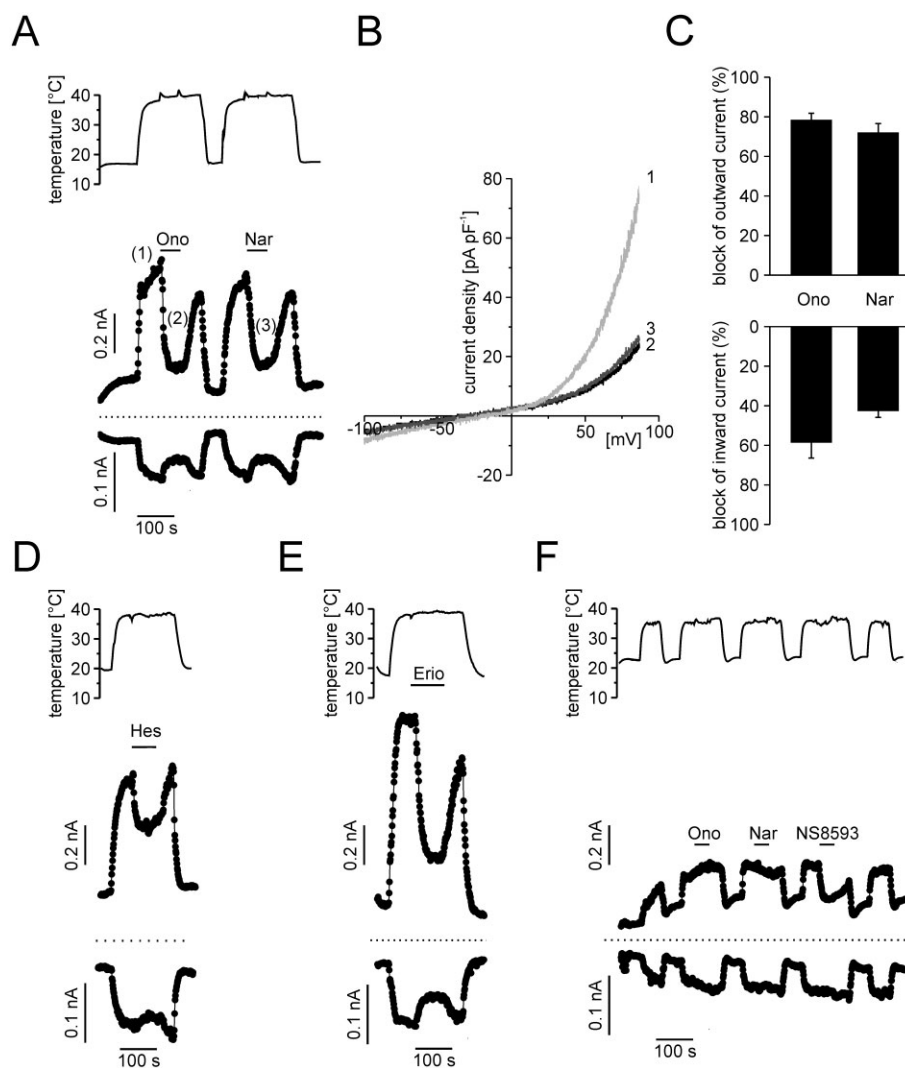 A
temperature [°C]
40
30
20
10
(1)
Ono
Nar
(2)
(3)
0.2 nA
0.1 nA
100 s
B
current density [pA pF⁻¹]
80
60
40
20
-20
-100
-50
50
100
[mV]
1
3
2
C
block of outward current (%)
100
80
60
40
20
0
Ono
Nar
block of inward current (%)
0
20
40
60
80
100
D
temperature [°C]
40
30
20
10
Hes
0.2 nA
0.1 nA
100 s
E
temperature [°C]
40
30
20
10
Erio
0.2 nA
0.1 nA
100 s
F
temperature [°C]
40
30
20
10
Ono
Nar
NS8593
0.2 nA
0.1 nA
100 s